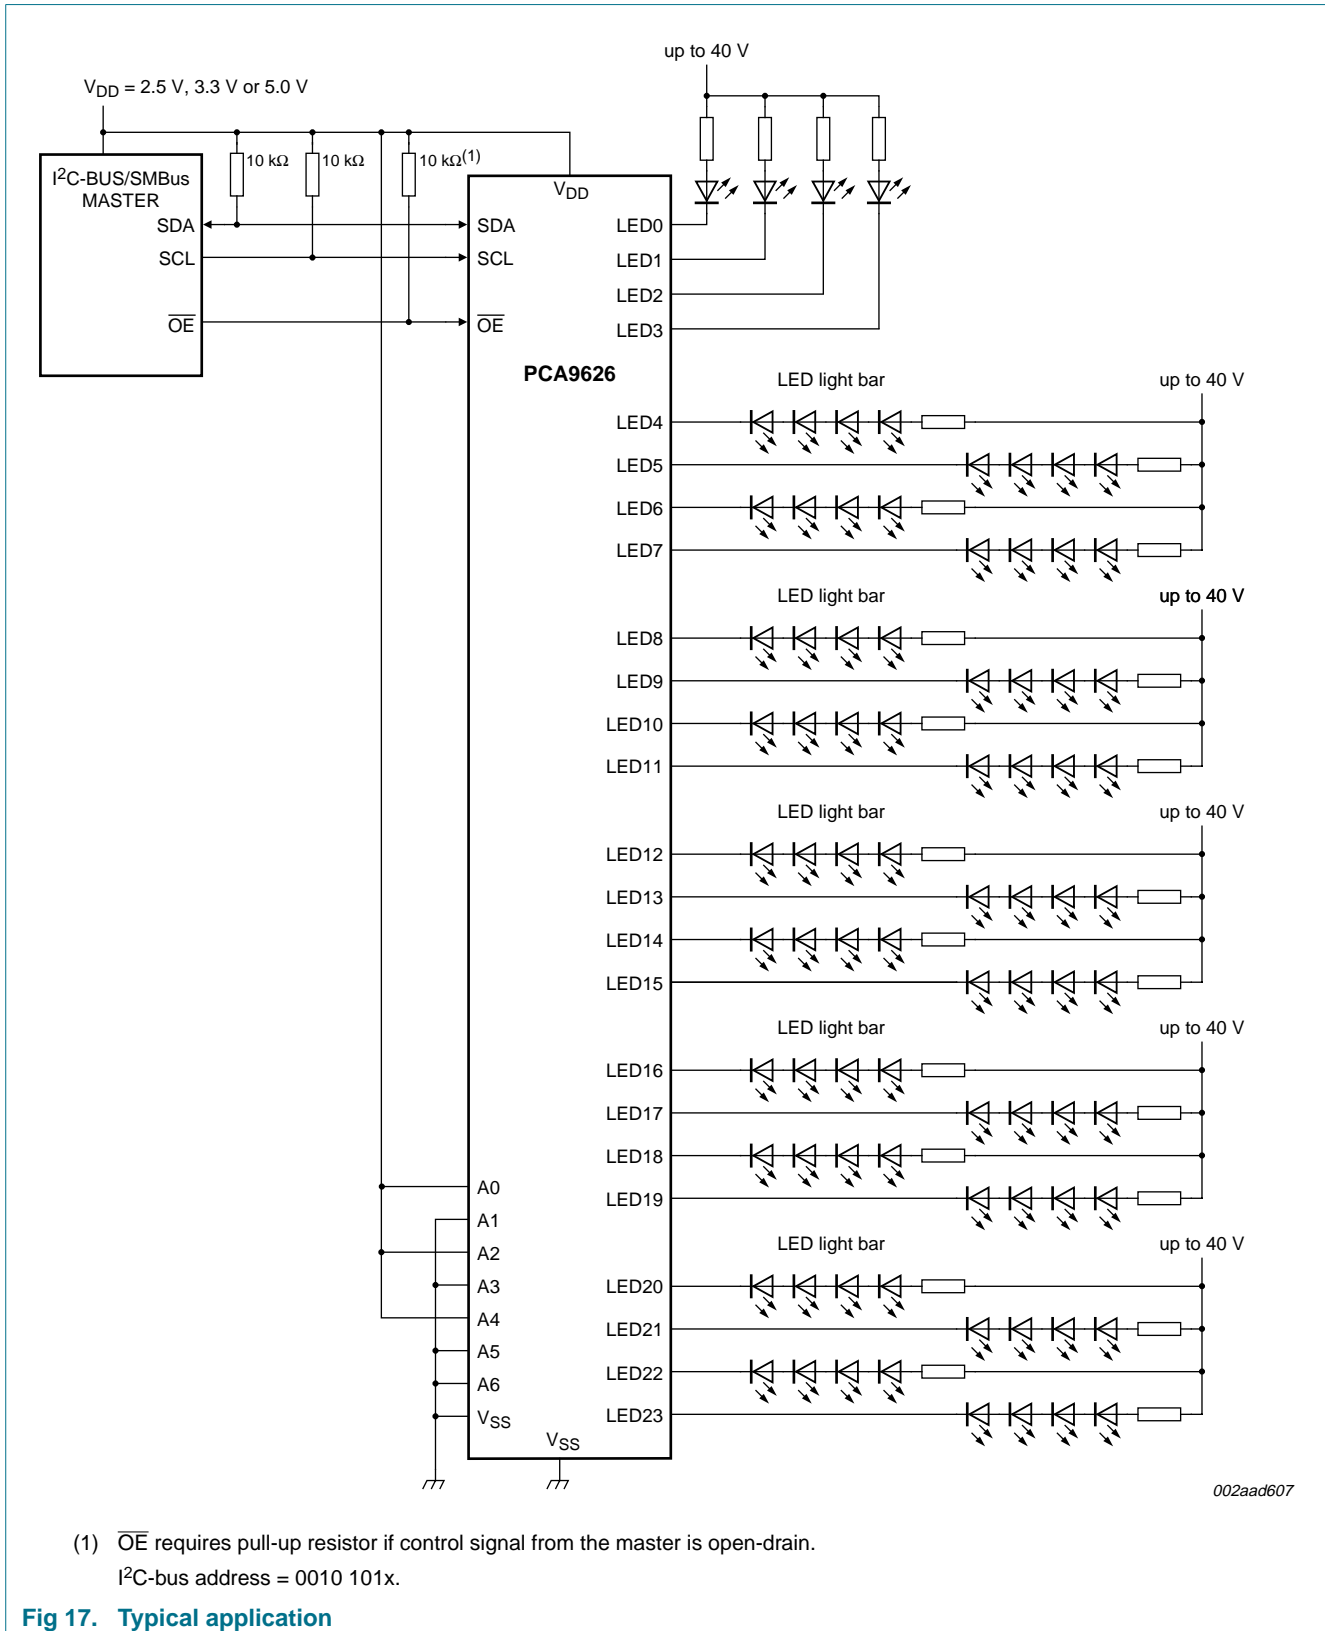 up to 40 V
VDD = 2.5 V, 3.3 V or 5.0 V
10 kΩ
10 kΩ
10 kΩ(1)
I2C-BUS/SMBus
MASTER
SDA
SCL
OE
VDD
SDA
SCL
OE
PCA9626
LED0
LED1
LED2
LED3
LED light bar
up to 40 V
LED4
LED5
LED6
LED7
LED light bar
up to 40 V
LED8
LED9
LED10
LED11
LED light bar
up to 40 V
LED12
LED13
LED14
LED15
LED light bar
up to 40 V
LED16
LED17
LED18
LED19
LED light bar
up to 40 V
LED20
LED21
LED22
LED23
A0
A1
A2
A3
A4
A5
A6
VSS
VSS
002aad607
(1) OE requires pull-up resistor if control signal from the master is open-drain.
I2C-bus address = 0010 101x.
Fig 17. Typical application